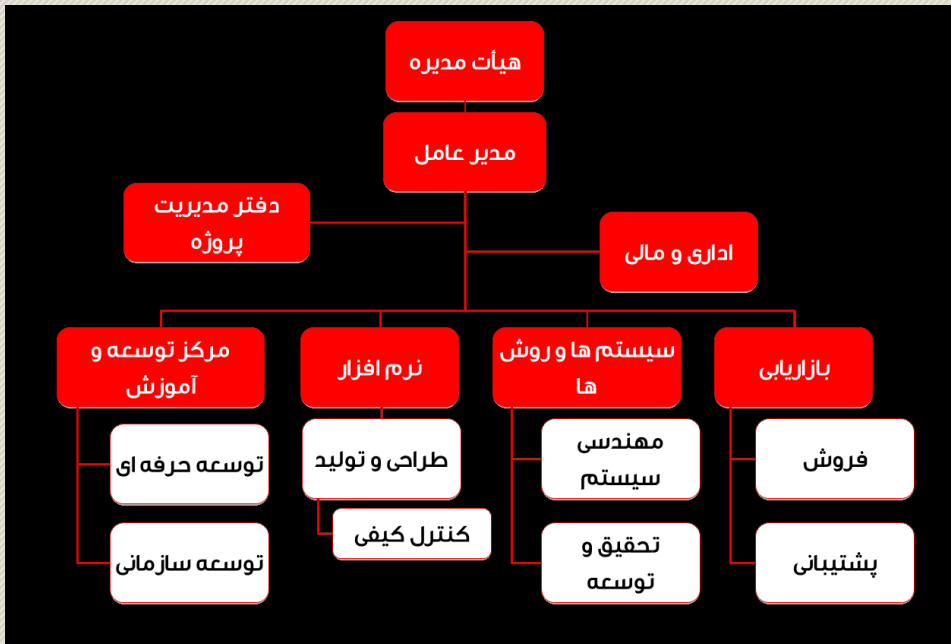 هیأت مدیره
مدیر عامل
اداری و مالی
دفتر مدیریت
پروژه
بازاریابی
فروش
پشتیبانی
سیستم ها و روش
ها
مهندسی
سیستم
تحقیق و
توسعه
نرم افزار
طراحی و تولید
کنترل کیفی
مرکز توسعه و
آموزش
توسعه حرفه ای
توسعه سازمانی